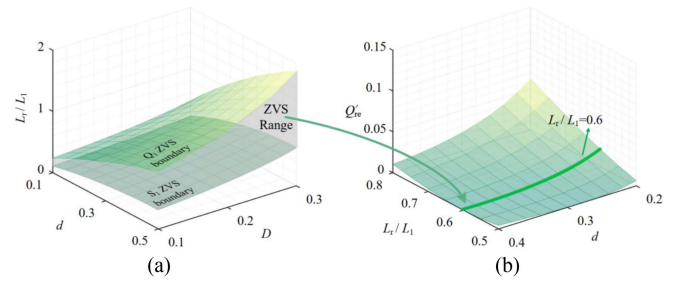 2
1
0
Lr / L1
0.1
0.3
0.5
d
0.1
0.2
0.3
D
Q1 ZVS
boundary
S1 ZVS
boundary
ZVS
Range
(a)
0.15
0.1
0.05
0
Q′re
Lr / L1=0.6
0.8
0.7
0.6
0.5
Lr / L1
0.4
0.3
0.2
d
(b)